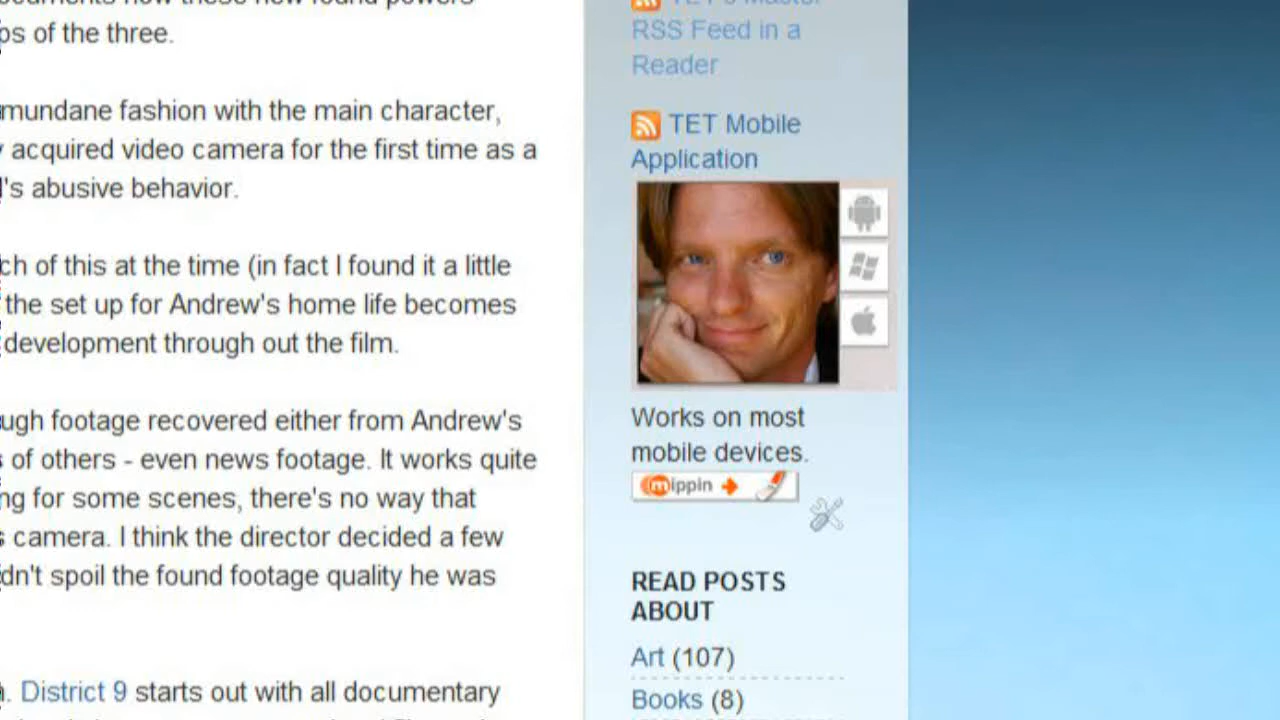 ps of the three.
mundane fashion with the main character,
acquired video camera for the first time as a
's abusive behavior.
ch of this at the time (in fact I found it a little
the set up for Andrew's home life becomes
development through out the film.
ugh footage recovered either from Andrew's
of others - even news footage. It works quite
ng for some scenes, there's no way that
camera. I think the director decided a few
dn't spoil the found footage quality he was
. District 9 starts out with all documentary
TET's Master
RSS Feed in a
Reader
TET Mobile
Application
Works on most
mobile devices.
mippin
READ POSTS
ABOUT
Art (107)
Books (8)